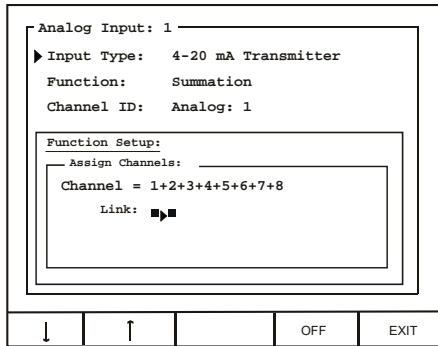 Analog Input: 1
Input Type: 4-20 mA Transmitter
Function: Summation
Channel ID: Analog: 1
Function Setup:
Assign Channels:
Channel = 1+2+3+4+5+6+7+8
Link:
OFF EXIT